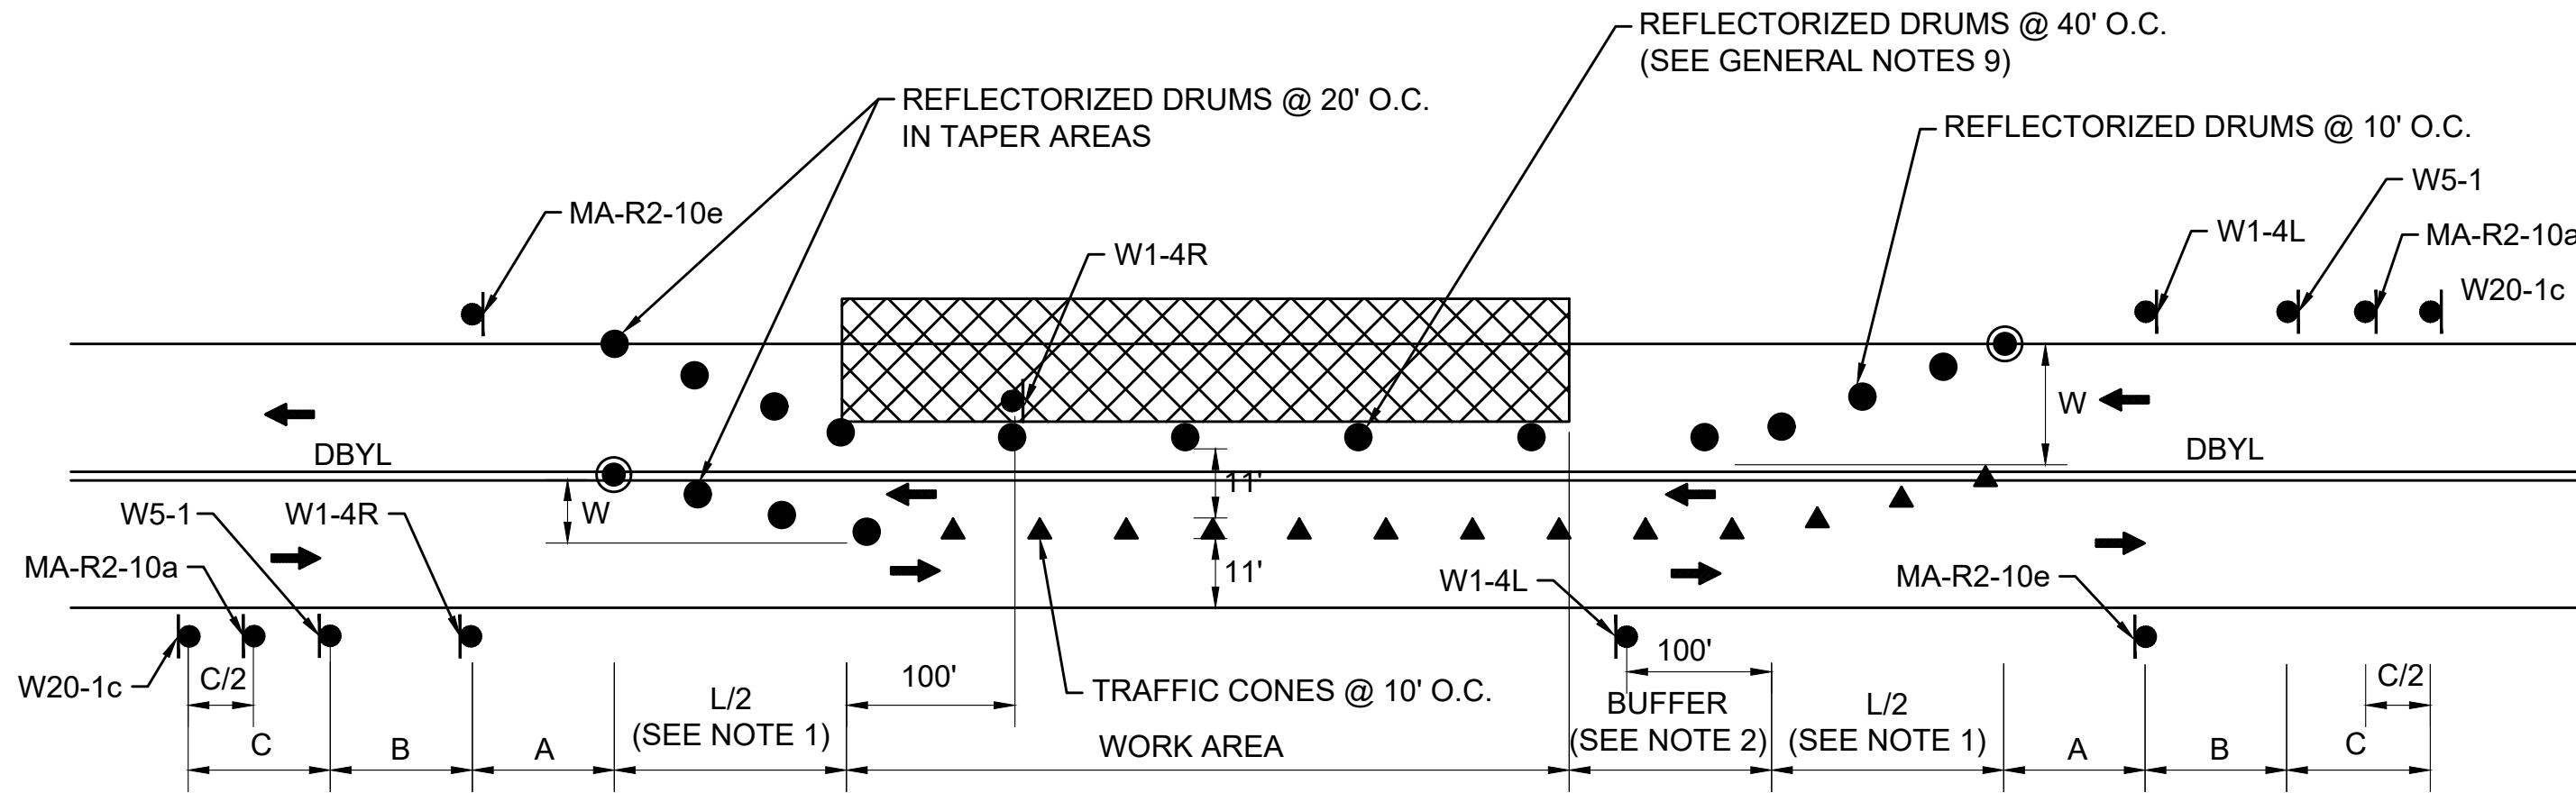 REFLECTORIZED DRUMS @ 40' O.C.
(SEE GENERAL NOTES 9)
REFLECTORIZED DRUMS @ 20' O.C.
IN TAPER AREAS
REFLECTORIZED DRUMS @ 10' O.C.
W5-1
MA-R2-10e
W1-4L
MA-R2-10a
W1-4R
W20-1c
W
DBYL
DBYL
11'
W5-1
W1-4R
W
MA-R2-10a
11'
W1-4L
MA-R2-10e
W20-1c
C/2
100'
100'
C/2
TRAFFIC CONES @ 10' O.C.
L/2
(SEE NOTE 1)
BUFFER
(SEE NOTE 2)
L/2
(SEE NOTE 1)
C
B
A
WORK AREA
A
B
C